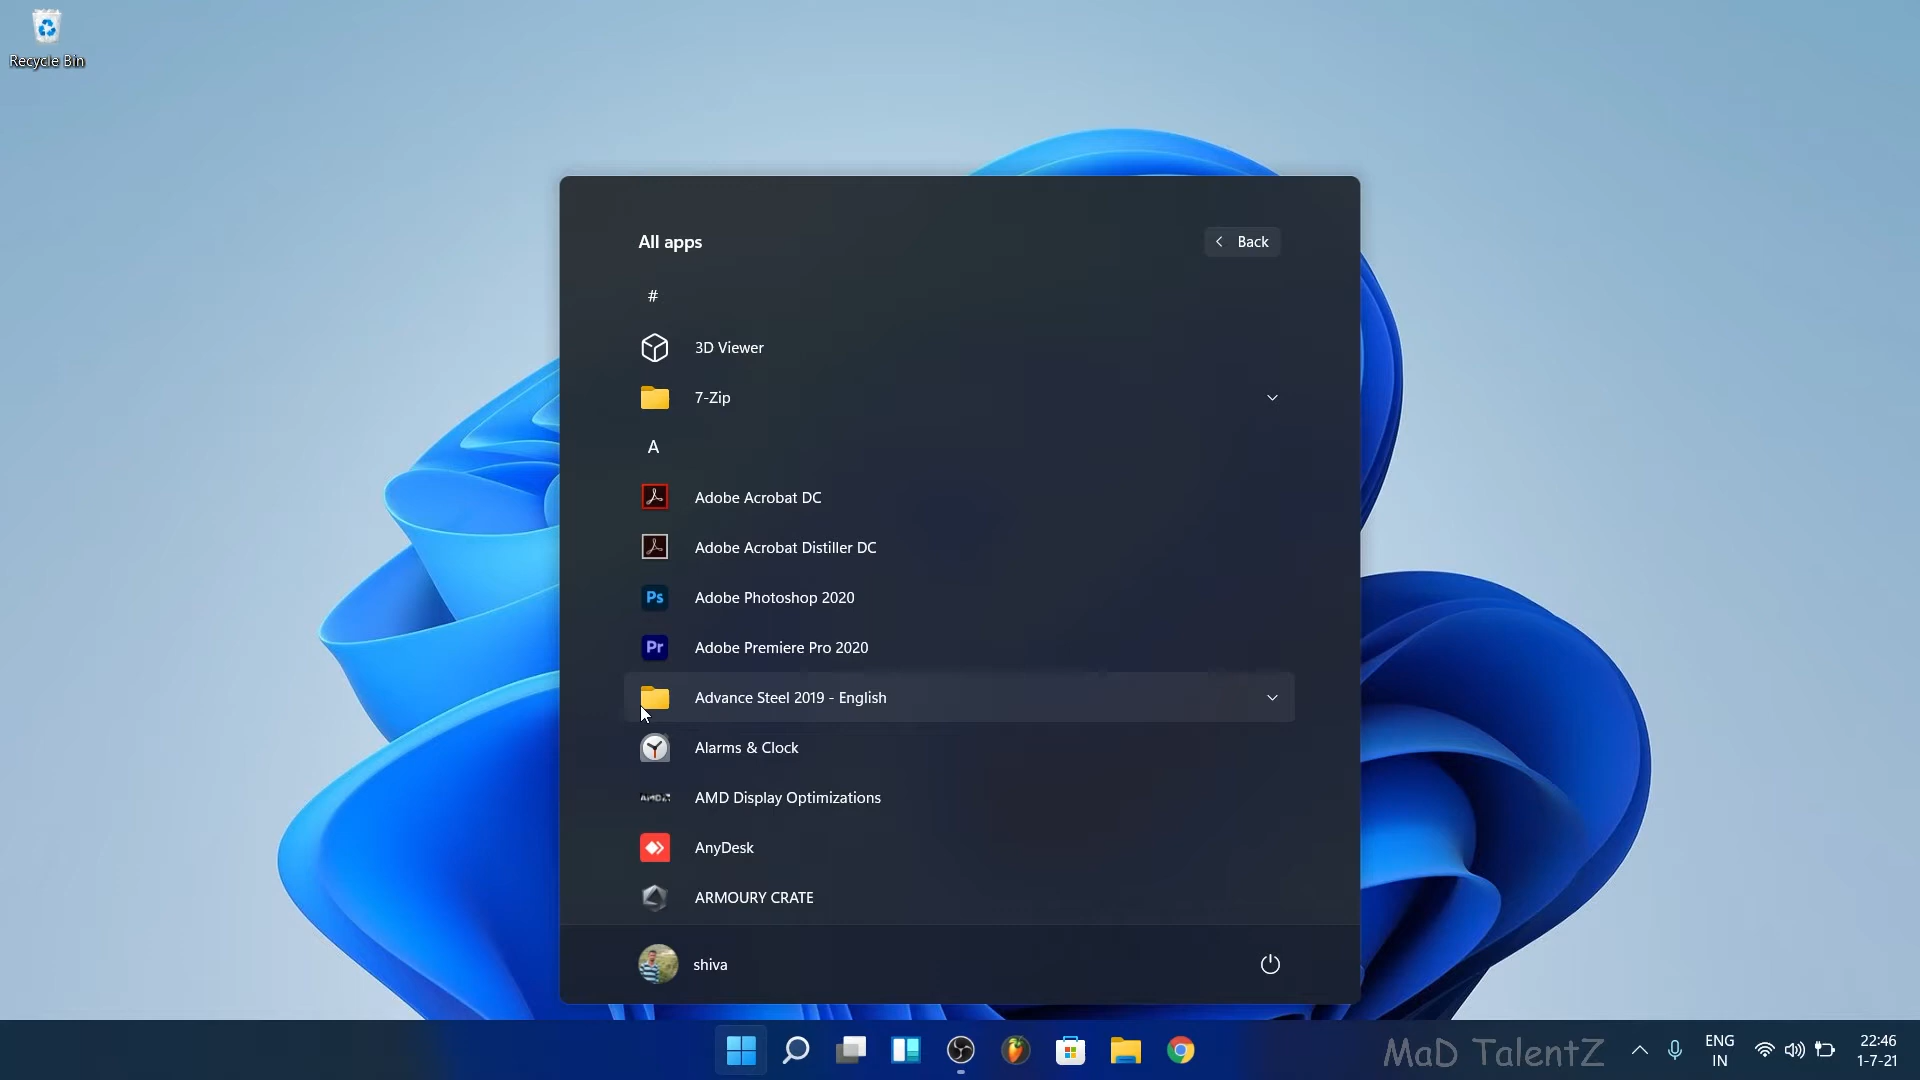 Recycle Bin
All apps
Back
#
3D Viewer
7-Zip
A
Adobe Acrobat DC
Adobe Acrobat Distiller DC
Ps
Adobe Photoshop 2020
Pr
Adobe Premiere Pro 2020
Advance Steel 2019 - English
Alarms & Clock
AMD Display Optimizations
AnyDesk
ARMOURY CRATE
shiva
MaD TalentZ
ENG
IN
22:46
1-7-21